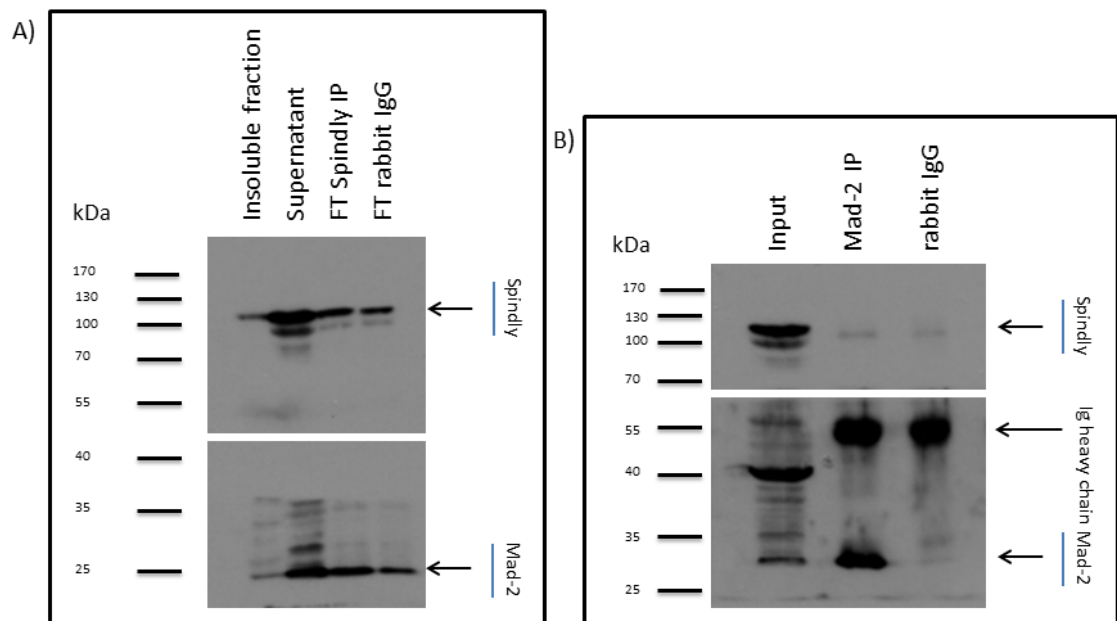 A)
Insoluble fraction
Supernatant
FT Spindly IP
FT rabbit IgG
kDa
170
130
100
70
55
40
35
25
Spindly
Mad-2
B)
Input
Mad-2 IP
rabbit IgG
kDa
170
130
100
70
55
40
35
25
Spindly
Ig heavy chain
Mad-2